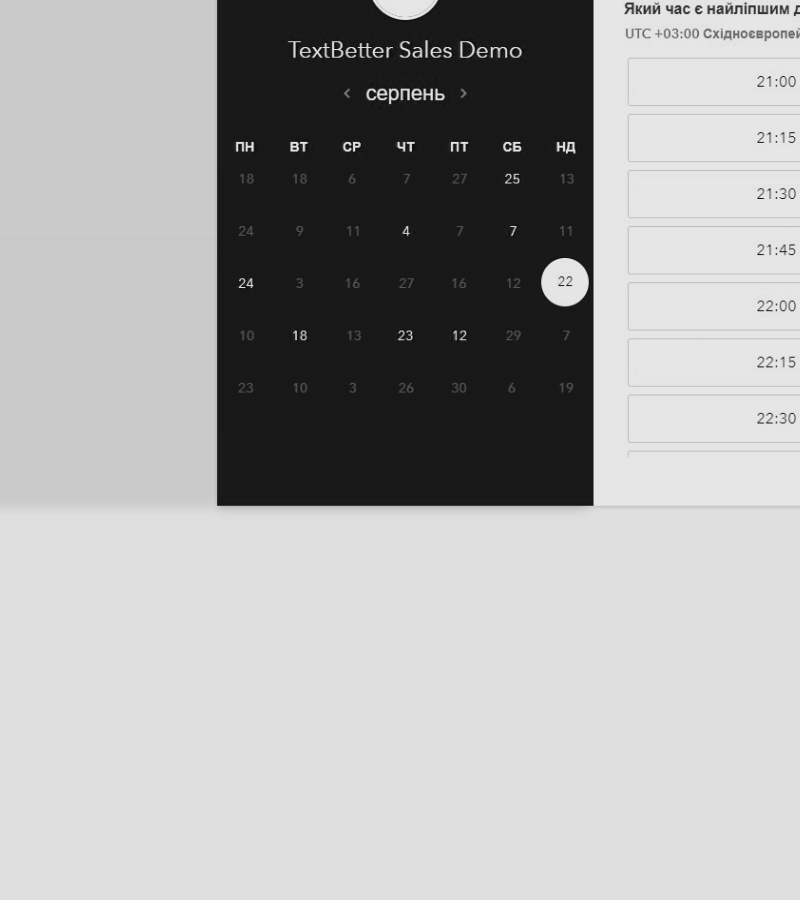 TextBetter Sales Demo
серпень
ПН ВТ СР ЧТ ПТ СБ НД
18 18 6 7 27 25 13
24 9 11 4 7 7 11
24 3 16 27 16 12 22
10 18 13 23 12 29 7
23 10 3 26 30 6 19
Який час є найліпшим д
UTC +03:00 Східноєвропей
21:00
21:15
21:30
21:45
22:00
22:15
22:30